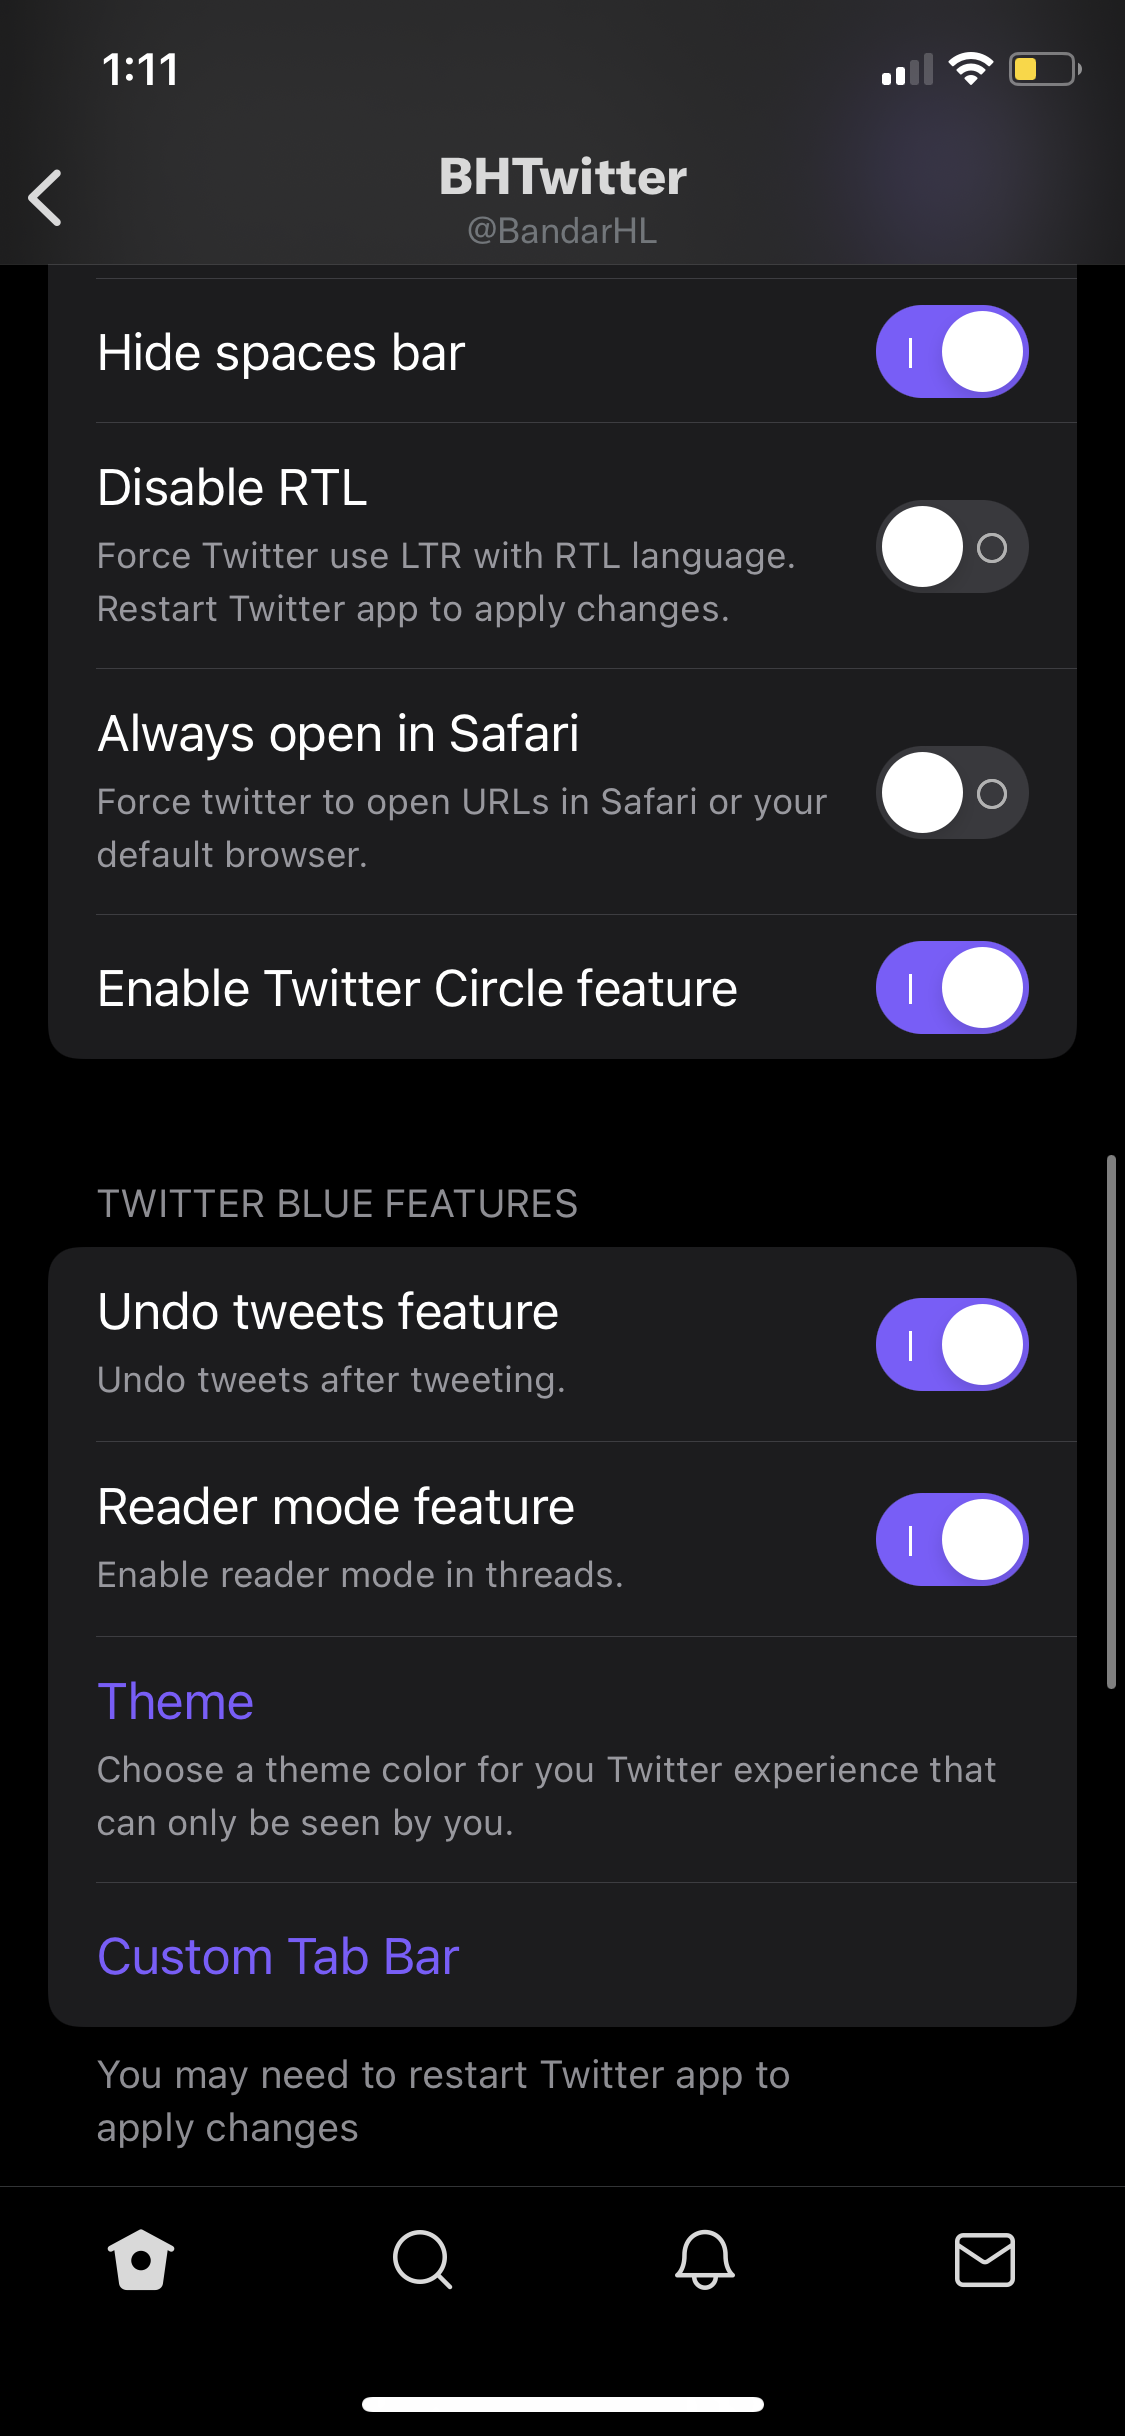 1:11
BHTwitter
@BandarHL
Hide spaces bar
Disable RTL
Force Twitter use LTR with RTL language.
Restart Twitter app to apply changes.
Always open in Safari
Force twitter to open URLs in Safari or your
default browser.
Enable Twitter Circle feature
TWITTER BLUE FEATURES
Undo tweets feature
Undo tweets after tweeting.
Reader mode feature
Enable reader mode in threads.
Theme
Choose a theme color for you Twitter experience that
can only be seen by you.
Custom Tab Bar
You may need to restart Twitter app to
apply changes